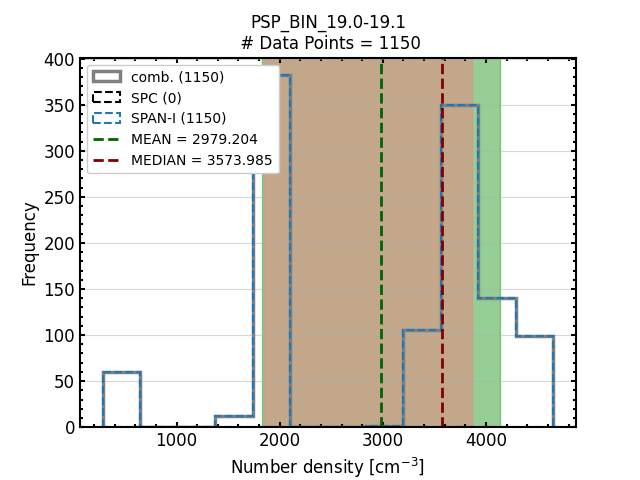 PSP_BIN_19.0-19.1
# Data Points = 1150
comb. (1150)
SPC (0)
SPAN-I (1150)
MEAN = 2979.204
MEDIAN = 3573.985
400
350
300
250
200
150
100
50
0
Frequency
1000 2000 3000 4000
Number density [cm⁻³]